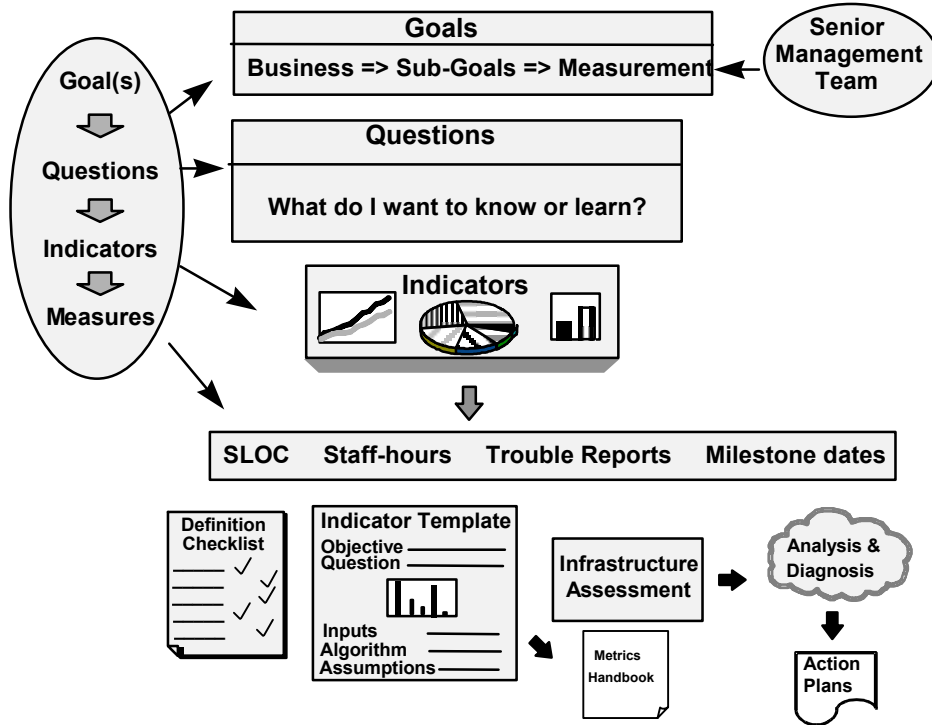 Goal(s)
Questions
Indicators
Measures
Goals
Business => Sub-Goals => Measurement
Senior
Management
Team
Questions
What do I want to know or learn?
Indicators
SLOC Staff-hours Trouble Reports Milestone dates
Definition
Checklist
Indicator Template
Objective
Question
Inputs
Algorithm
Assumptions
Infrastructure
Assessment
Metrics
Handbook
Analysis &
Diagnosis
Action
Plans